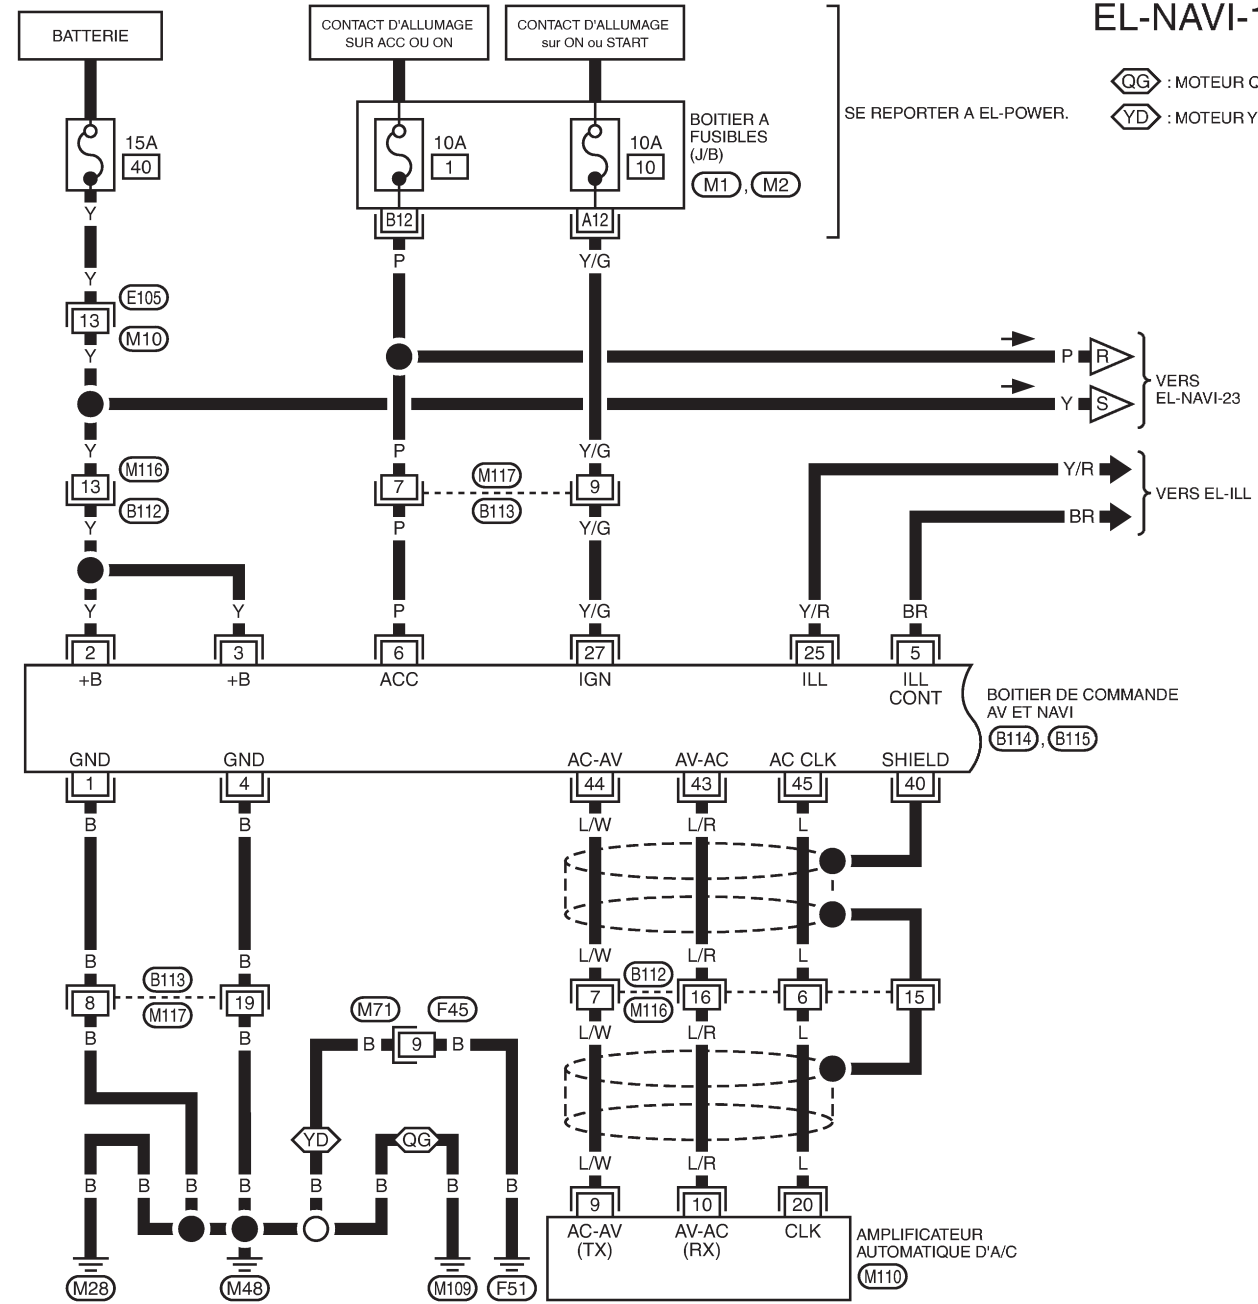 BATTERIE
CONTACT D'ALLUMAGE
SUR ACC OU ON
CONTACT D'ALLUMAGE
sur ON ou START
EL-NAVI-
QG : MOTEUR
YD : MOTEUR Y
SE REPORTER A EL-POWER.
15A
40
10A
1
10A
10
BOITIER A
FUSIBLES
(J/B)
M1 , M2
B12
A12
Y
P
Y/G
Y
E105
13
M10
Y
P R
Y S
VERS
EL-NAVI-23
Y
P
Y/G
M116
13
B112
7
M117
B113
9
Y/R
BR
VERS EL-ILL
Y
P
Y/G
Y
Y
P
Y/G
Y/R
BR
2
3
6
27
25
5
+B
+B
ACC
IGN
ILL
ILL
CONT
BOITIER DE COMMANDE
AV ET NAVI
B114 , B115
GND
GND
AC-AV
AV-AC
AC CLK
SHIELD
1
4
44
43
45
40
B
B
L/W
L/R
L
B
B
L/W
L/R
L
8
B113
M117
19
7
B112
M116
16
6
15
B
B
L/W
L/R
L
M71
F45
B 9 B
YD
QG
B
B
B
B
B
B
B
B
L/W
L/R
L
9
10
20
AC-AV
(TX)
AV-AC
(RX)
CLK
AMPLIFICATEUR
AUTOMATIQUE D'A/C
M110
M28
M48
M109
F51